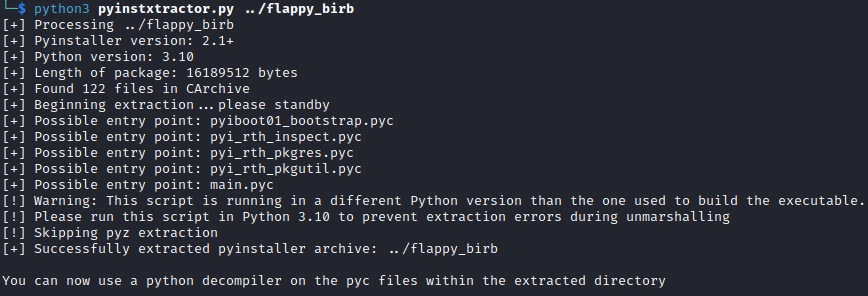 └─$ python3 pyinstxtractor.py ../flappy_birb
[+] Processing ../flappy_birb
[+] Pyinstaller version: 2.1+
[+] Python version: 3.10
[+] Length of package: 16189512 bytes
[+] Found 122 files in CArchive
[+] Beginning extraction...please standby
[+] Possible entry point: pyiboot01_bootstrap.pyc
[+] Possible entry point: pyi_rth_inspect.pyc
[+] Possible entry point: pyi_rth_pkgres.pyc
[+] Possible entry point: pyi_rth_pkgutil.pyc
[+] Possible entry point: main.pyc
[!] Warning: This script is running in a different Python version than the one used to build the executable.
[!] Please run this script in Python 3.10 to prevent extraction errors during unmarshalling
[!] Skipping pyz extraction
[+] Successfully extracted pyinstaller archive: ../flappy_birb
You can now use a python decompiler on the pyc files within the extracted directory